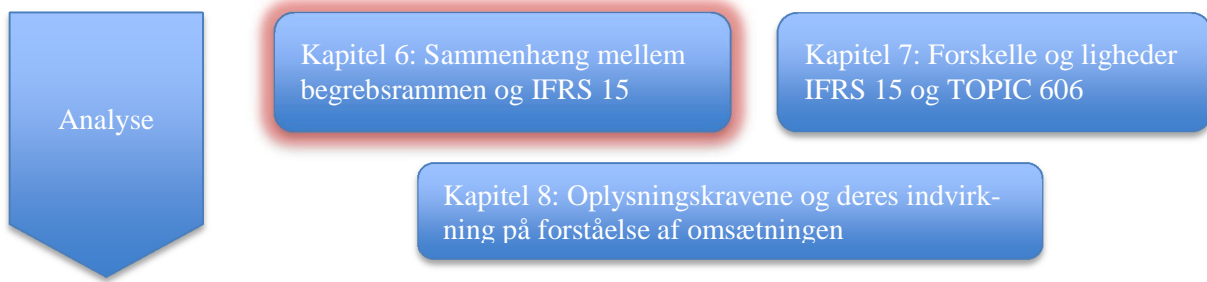 Analyse
Kapitel 6: Sammenhæng mellem
begrebsrammen og IFRS 15
Kapitel 7: Forskelle og ligheder
IFRS 15 og TOPIC 606
Kapitel 8: Oplysningskravene og deres indvirk-
ning på forståelse af omsætningen